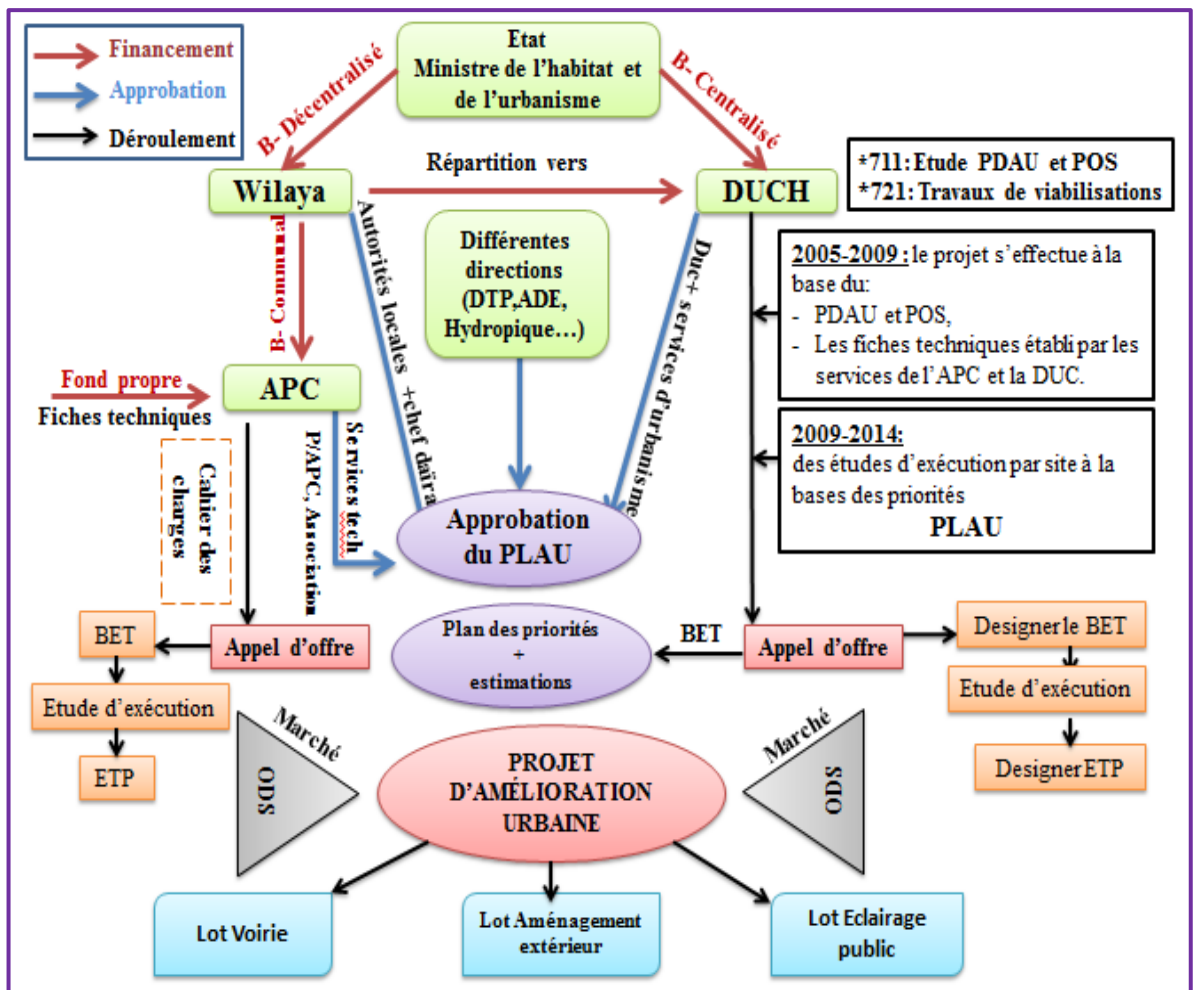 Financement
Approbation
Déroulement
Etat
Ministre de l'habitat et
de l'urbanisme
B- Décentralisé
B- Centralisé
Wilaya
Répartition vers
DUCH
*711: Etude PDAU et POS
*721: Travaux de viabilisations
B- Communal
Autorités locales +chef daïra
Différentes
directions
(DTP,ADE,
Hydropique…)
Duc+ services d'urbanisme
2005-2009 : le projet s'effectue à la
base du:
- PDAU et POS,
- Les fiches techniques établi par les
services de l'APC et la DUC.
Fond propre
Fiches techniques
APC
Cahier des
charges
Services tech
P/APC, Association
Approbation
du PLAU
2009-2014:
des études d'exécution par site à la
bases des priorités
PLAU
BET
Appel d'offre
Plan des priorités
+
estimations
BET
Appel d'offre
Designer le BET
Etude d'exécution
Etude d'exécution
ETP
Designer ETP
Marché
ODS
PROJET
D'AMÉLIORATION
URBAINE
Marché
ODS
Lot Voirie
Lot Aménagement
extérieur
Lot Eclairage
public